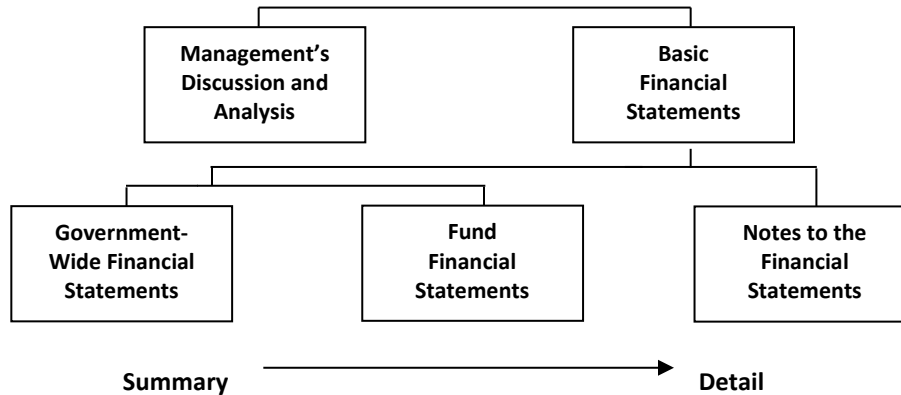 Management’s
Discussion and
Analysis
Basic
Financial
Statements
Government-
Wide Financial
Statements
Fund
Financial
Statements
Notes to the
Financial
Statements
Summary
Detail